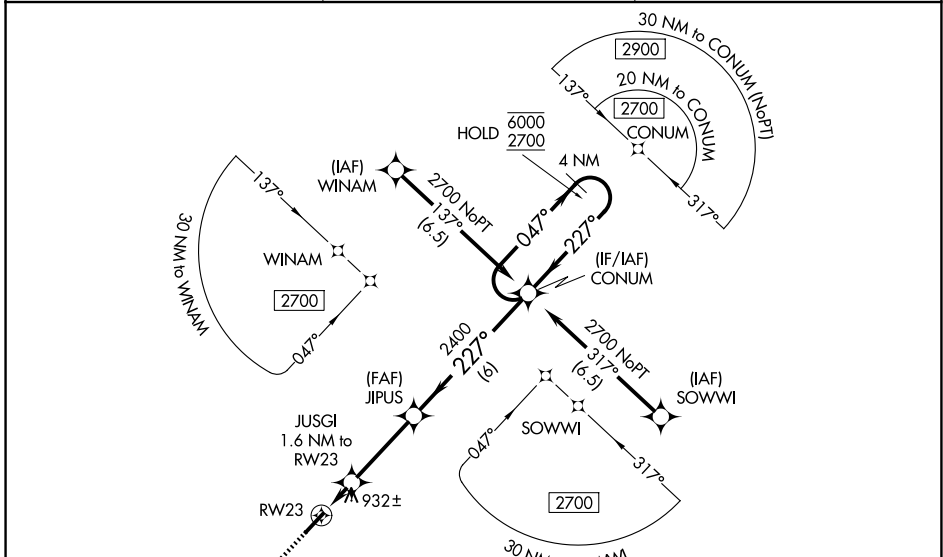 30 NM to CONUM (NoPT)
2900
137°
20 NM to CONUM
2700
CONUM
317°
HOLD
6000
2700
4 NM
(IAF)
WINAM
2700 NoPT
137°
(6.5)
047°
227°
(IF/IAF)
CONUM
137°
30 NM to WINAM
WINAM
2700
047°
2400
227°
(6)
2700 NoPT
317°
(6.5)
(IAF)
SOWWI
(FAF)
JIPUS
JUSGI
1.6 NM to
RW23
932±
RW23
047°
SOWWI
317°
2700
30 NM